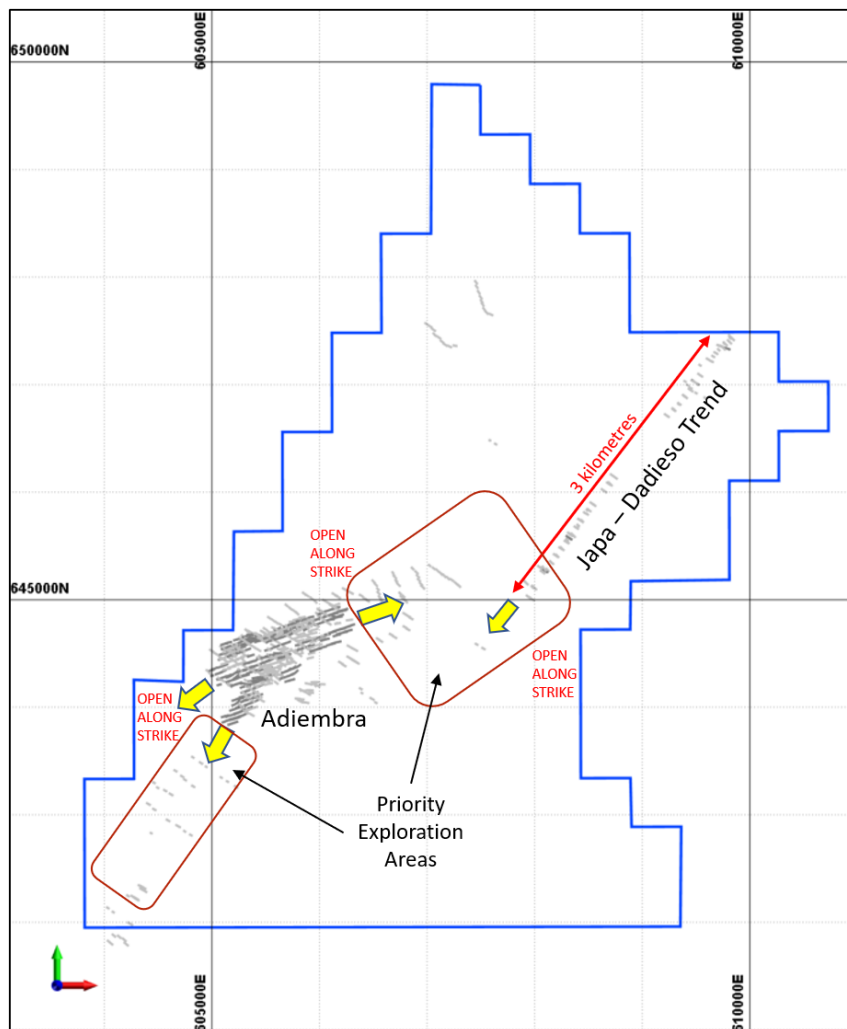 650000N
605000E
610000E
3 kilometres
Japa – Dadieso Trend
OPEN
ALONG
STRIKE
645000N
OPEN
ALONG
STRIKE
OPEN
ALONG
STRIKE
Adiembra
Priority
Exploration
Areas
605000E
610000E